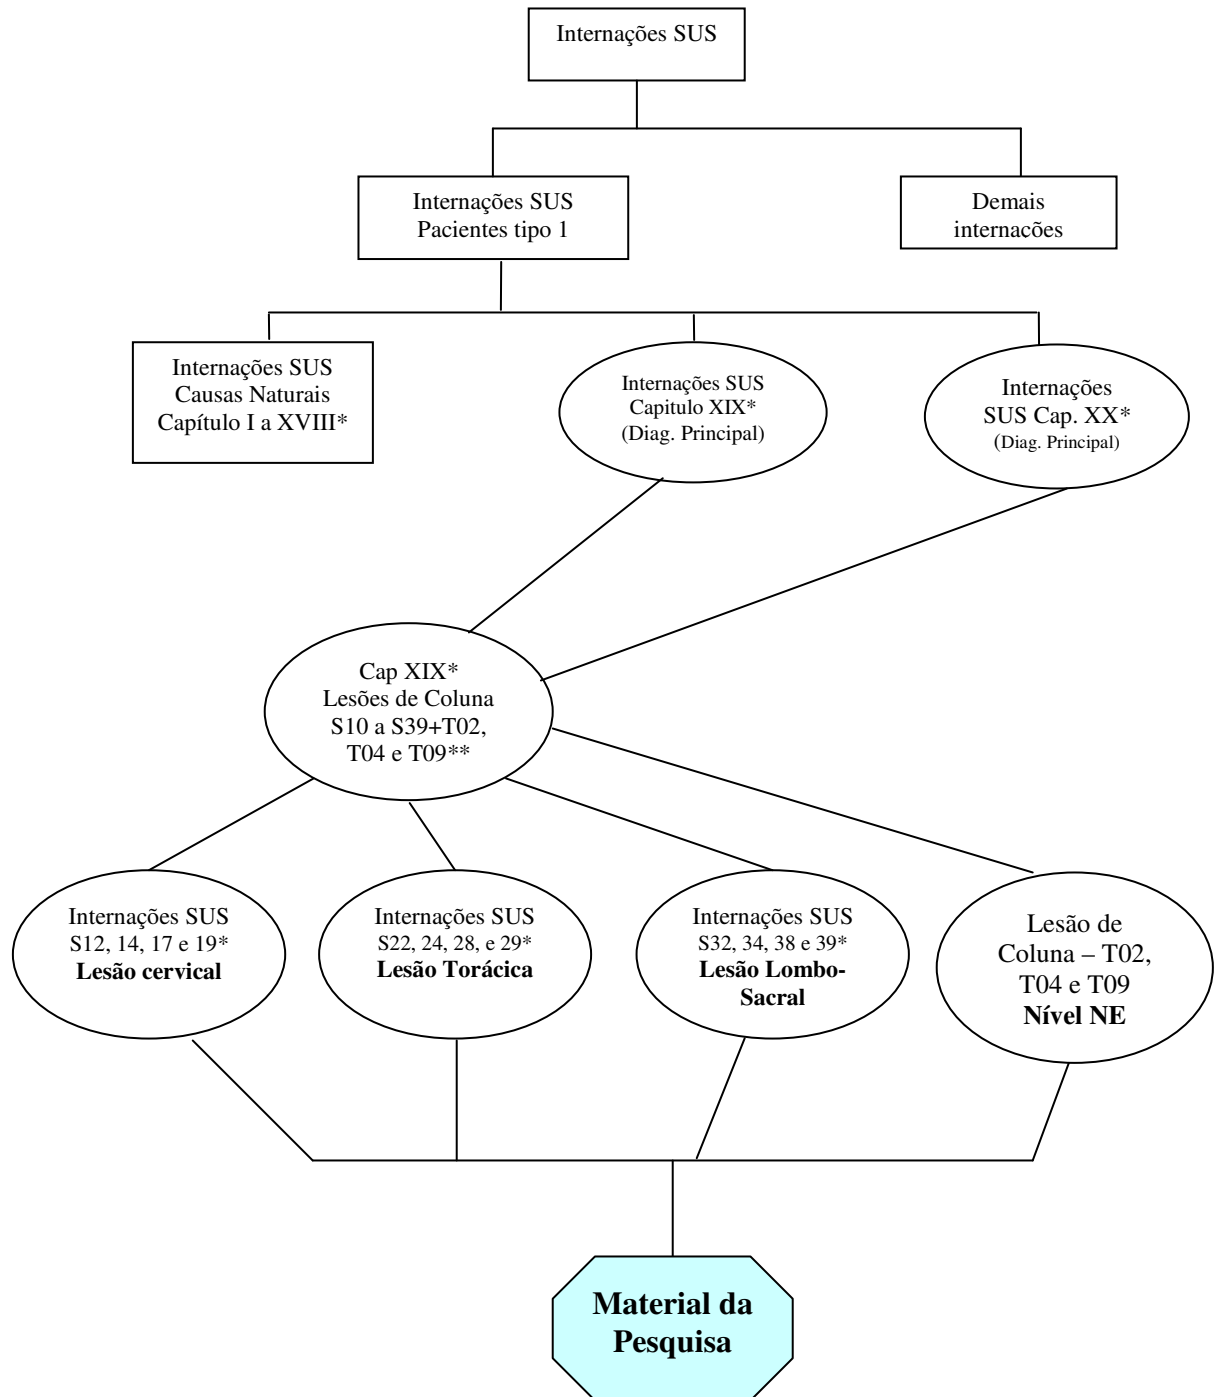 Internações SUS
Internações SUS
Pacientes tipo 1
Demais
internacões
Internações SUS
Causas Naturais
Capítulo I a XVIII*
Internações SUS
Capitulo XIX*
(Diag. Principal)
Internações
SUS Cap. XX*
(Diag. Principal)
Cap XIX*
Lesões de Coluna
S10 a S39+T02,
T04 e T09**
Internações SUS
S12, 14, 17 e 19*
Lesão cervical
Internações SUS
S22, 24, 28, e 29*
Lesão Torácica
Internações SUS
S32, 34, 38 e 39*
Lesão Lombo-
Sacral
Lesão de
Coluna – T02,
T04 e T09
Nível NE
Material da
Pesquisa